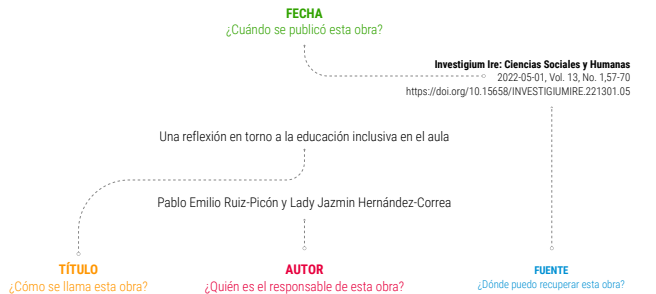 FECHA
¿Cuándo se publicó esta obra?
Investigium Ire: Ciencias Sociales y Humanas
2022-05-01, Vol. 13, No. 1,57-70
https://doi.org/10.15658/INVESTIGIUMIRE.221301.05
Una reflexión en torno a la educación inclusiva en el aula
Pablo Emilio Ruiz-Picón y Lady Jazmin Hernández-Correa
TÍTULO
¿Cómo se llama esta obra?
AUTOR
¿Quién es el responsable de esta obra?
FUENTE
¿Dónde puedo recuperar esta obra?